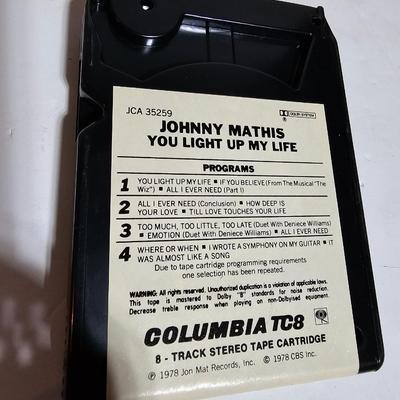 JCA 35259
DOLBY SYSTEM
®
JOHNNY MATHIS
YOU LIGHT UP MY LIFE
PROGRAMS
1 YOU LIGHT UP MY LIFE ▪ IF YOU BELIEVE (From The Musical "The
Wiz") ▪ ALL I EVER NEED (Part I)
2 ALL I EVER NEED (Conclusion) ▪ HOW DEEP IS
YOUR LOVE ▪ TILL LOVE TOUCHES YOUR LIFE
3 TOO MUCH, TOO LITTLE, TOO LATE (Duet With Deniece Williams)
▪ EMOTION (Duet With Deniece Williams) ▪ ALL I EVER NEED
4 WHERE OR WHEN ▪ I WROTE A SYMPHONY ON MY GUITAR ▪ IT
WAS ALMOST LIKE A SONG
Due to tape cartridge programming requirements
one selection has been repeated.
WARNING: All rights reserved. Unauthorized duplication is a violation of applicable laws.
This tape is mastered to Dolby "B" standards for noise reduction.
Decrease treble response when playing on non-Dolbyised equipment.
COLUMBIA TC8
8-TRACK STEREO TAPE CARTRIDGE
℗ 1978 Jon Mat Records, Inc. © 1978 CBS Inc.